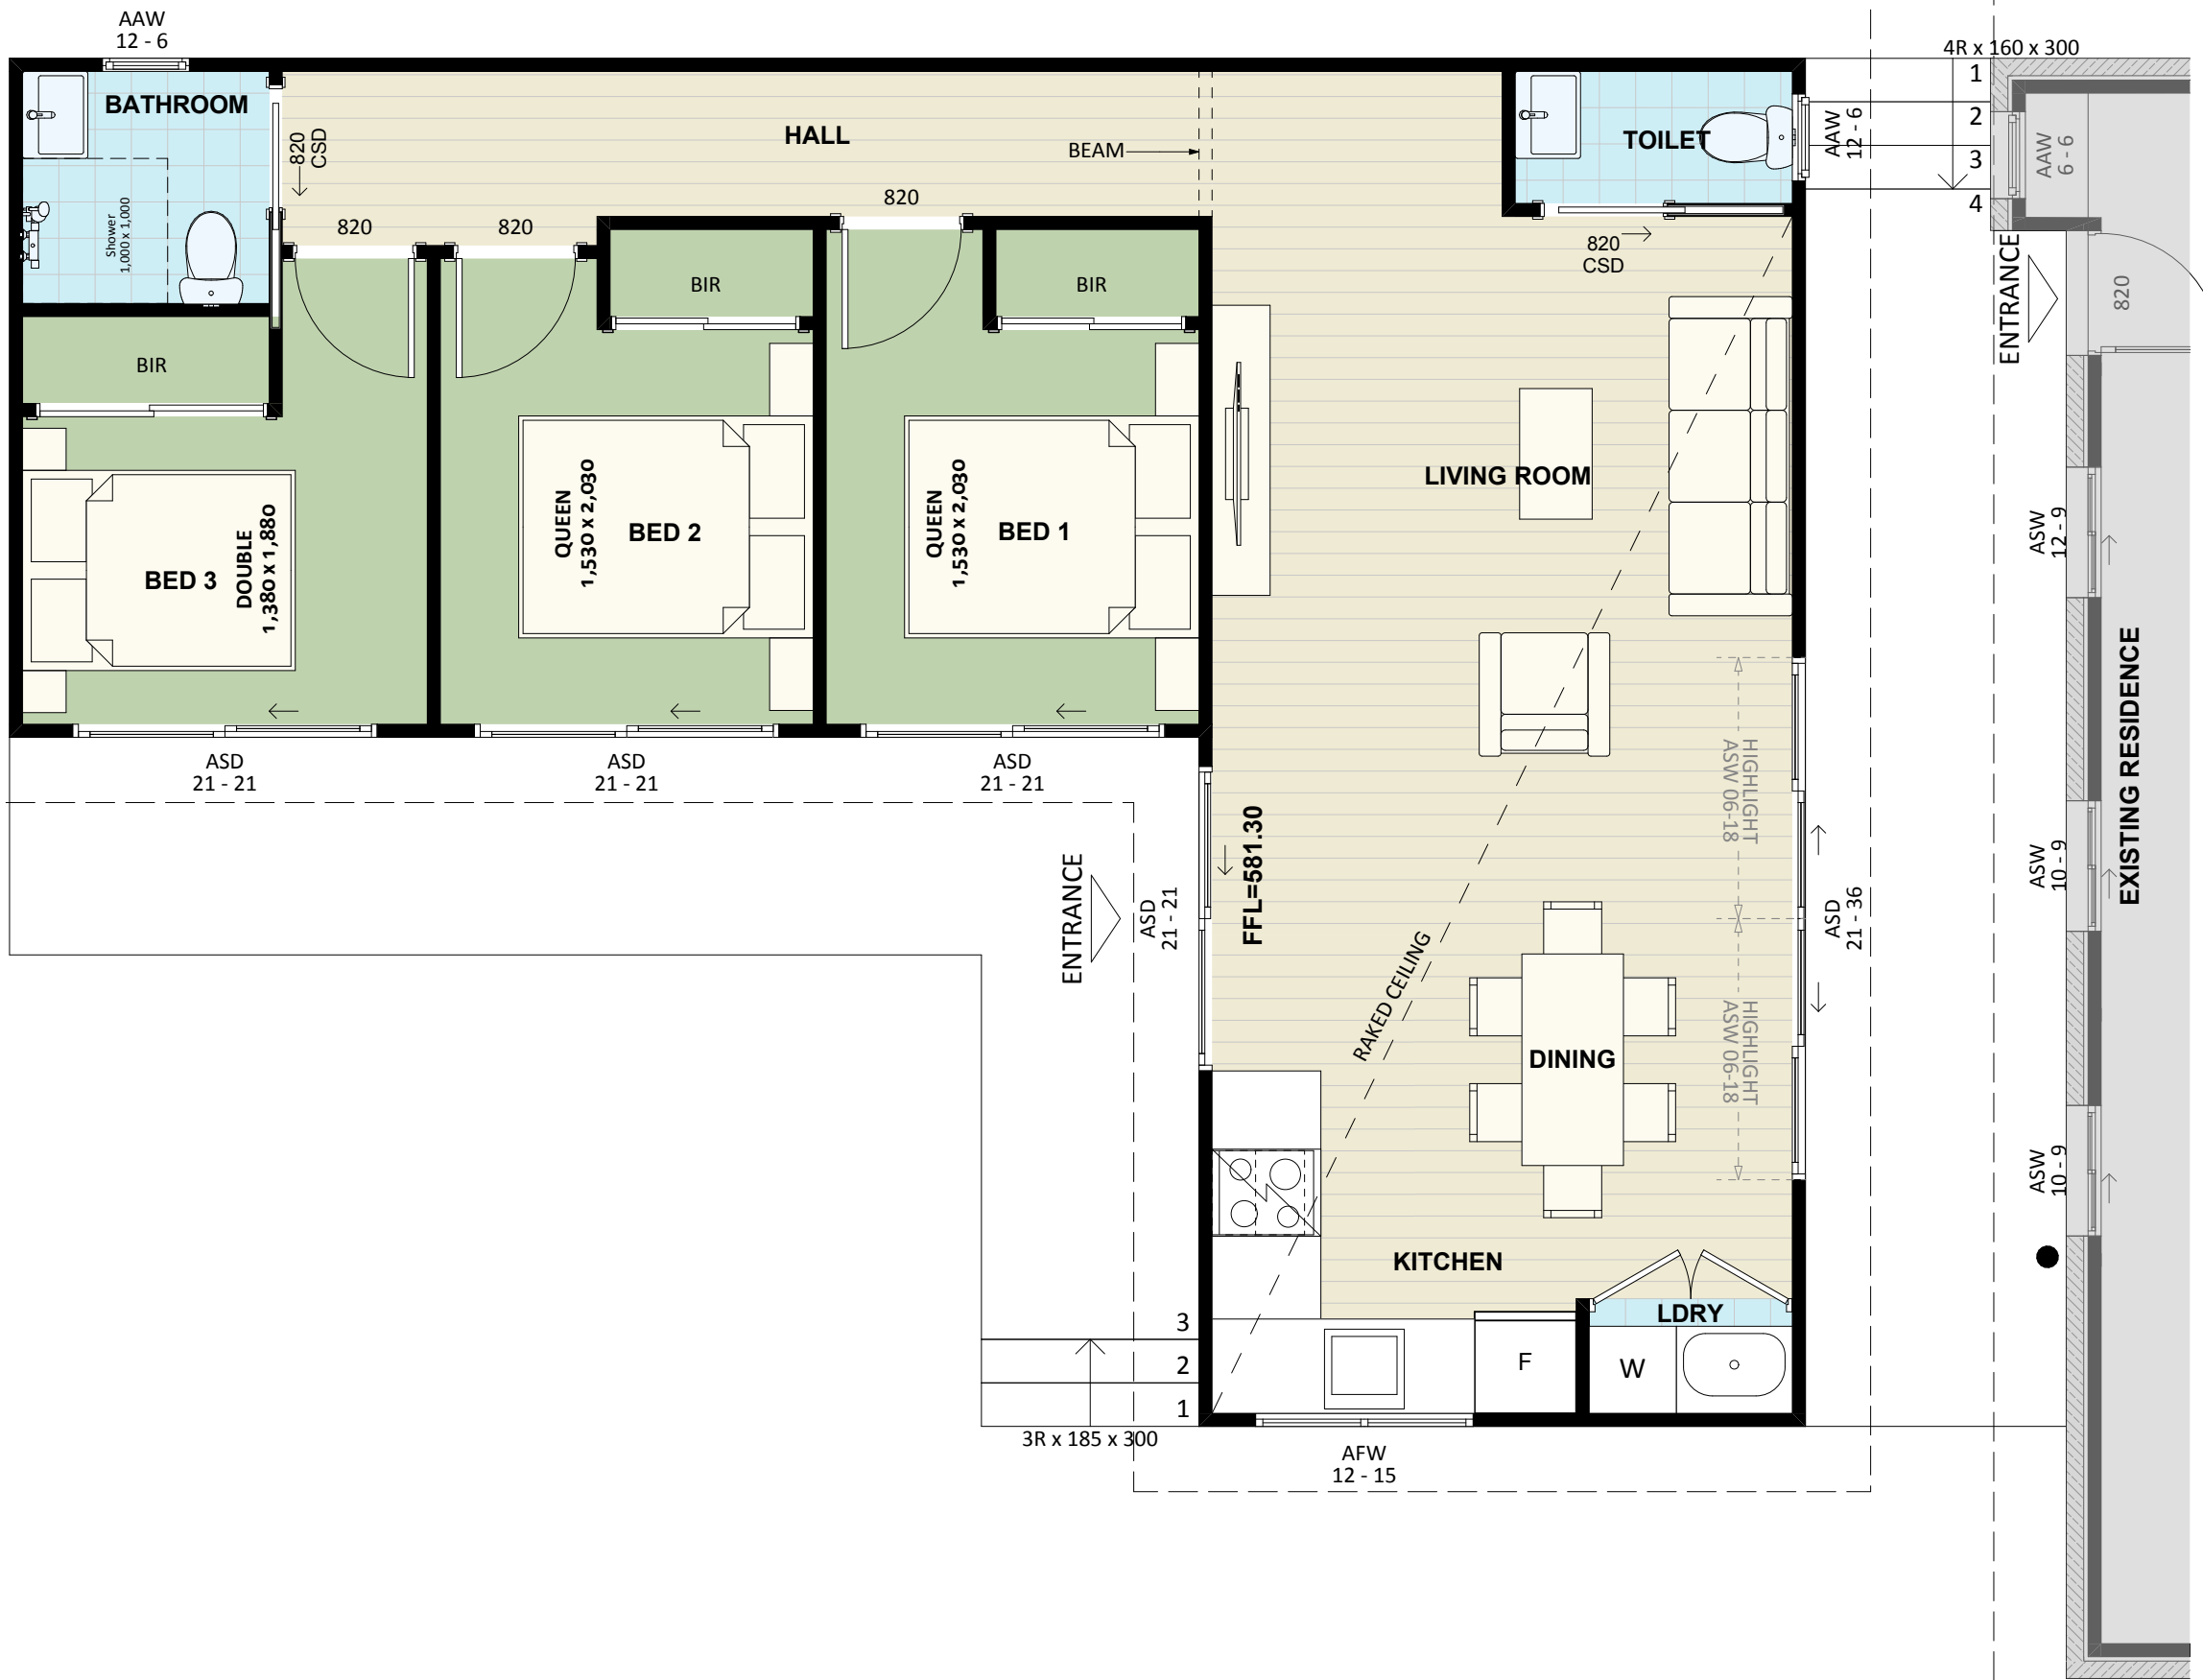 AAW
12 - 6
BATHROOM
820
CSD
Shower
1,000 x 1,000
HALL
BEAM
820
820
820
TOILET
AAW
12 - 6
820
CSD
4R x 160 x 300
1
2
3
4
AAW
6 - 6
ENTRANCE
820
BIR
BIR
BIR
BED 3
DOUBLE
1,380 x 1,880
QUEEN
1,530 x 2,030
BED 2
QUEEN
1,530 x 2,030
BED 1
LIVING ROOM
ASW
12 - 9
EXISTING RESIDENCE
ASD
21 - 21
ASD
21 - 21
ASD
21 - 21
HIGHLIGHT
ASW 06-18
ENTRANCE
ASD
21 - 21
FFL=581.30
ASD
21 - 36
ASW
10 - 9
RAKED CEILING
DINING
HIGHLIGHT
ASW 06-18
ASW
10 - 9
KITCHEN
LDRY
F
W
3
2
1
3R x 185 x 300
AFW
12 - 15